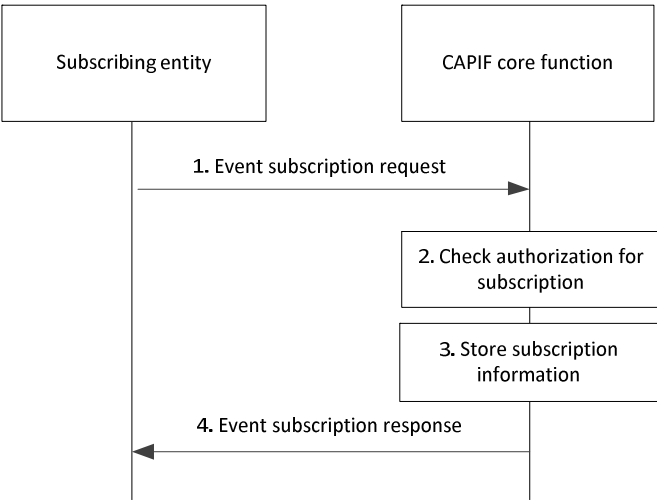 Subscribing entity
CAPIF core function
1. Event subscription request
2. Check authorization for
subscription
3. Store subscription
information
4. Event subscription response